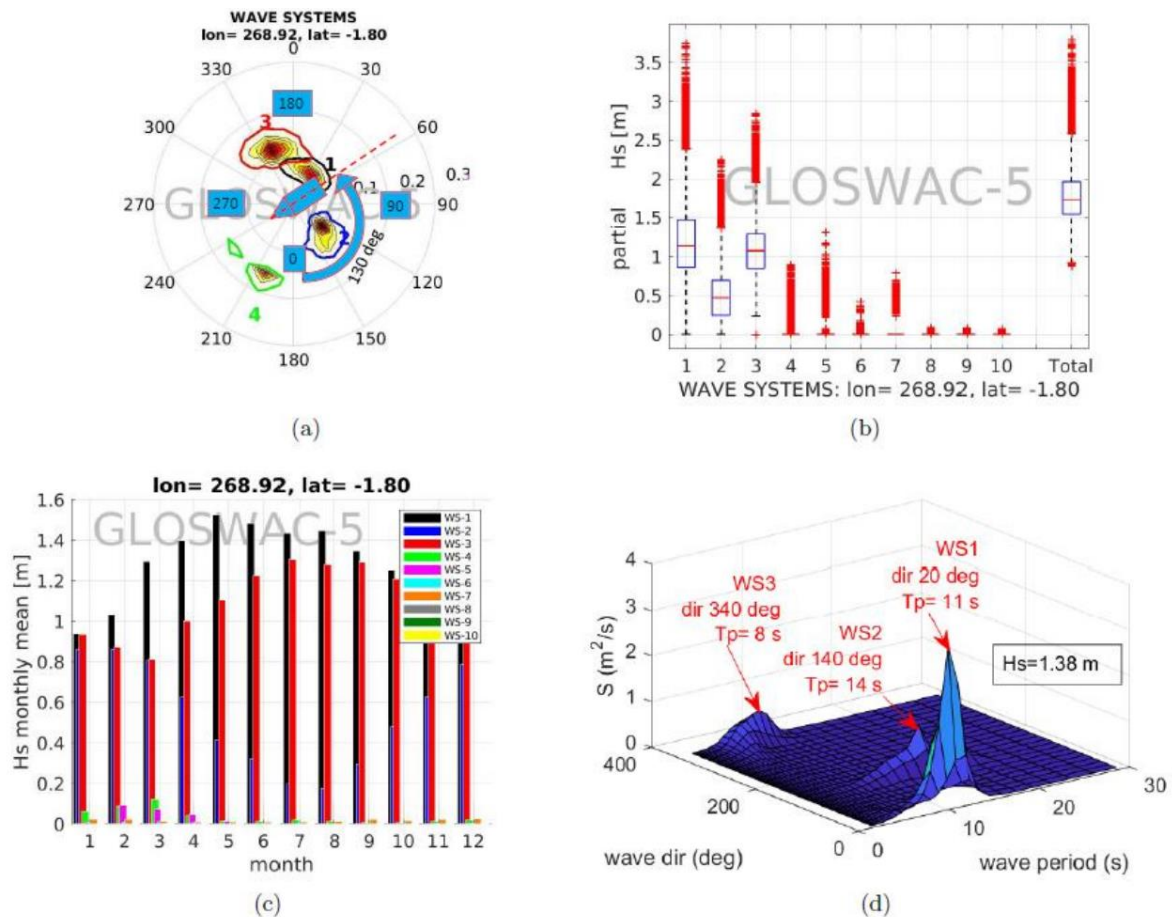 WAVE SYSTEMS
lon= 268.92, lat= -1.80
0
330
30
180
3
300
60
1
0.1
0.2
0.3
GLOSWAC-5
270
270
90
90
2
0
130 deg
240
120
4
210
150
180
(a)
3.5
3
2.5
2
1.5
1
0.5
0
partial Hs [m]
GLOSWAC-5
1 2 3 4 5 6 7 8 9 10 Total
WAVE SYSTEMS: lon= 268.92, lat= -1.80
(b)
lon= 268.92, lat= -1.80
GLOSWAC-5
1.6
1.4
1.2
1
0.8
0.6
0.4
0.2
0
Hs monthly mean [m]
WS-1
WS-2
WS-3
WS-4
WS-5
WS-6
WS-7
WS-8
WS-9
WS-10
1 2 3 4 5 6 7 8 9 10 11 12
month
(c)
WS1
dir 20 deg
Tp= 11 s
WS3
dir 340 deg
Tp= 8 s
WS2
dir 140 deg
Tp= 14 s
Hs=1.38 m
4
3
2
1
0
S (m²/s)
400
200
0
wave dir (deg)
0
10
20
30
wave period (s)
(d)